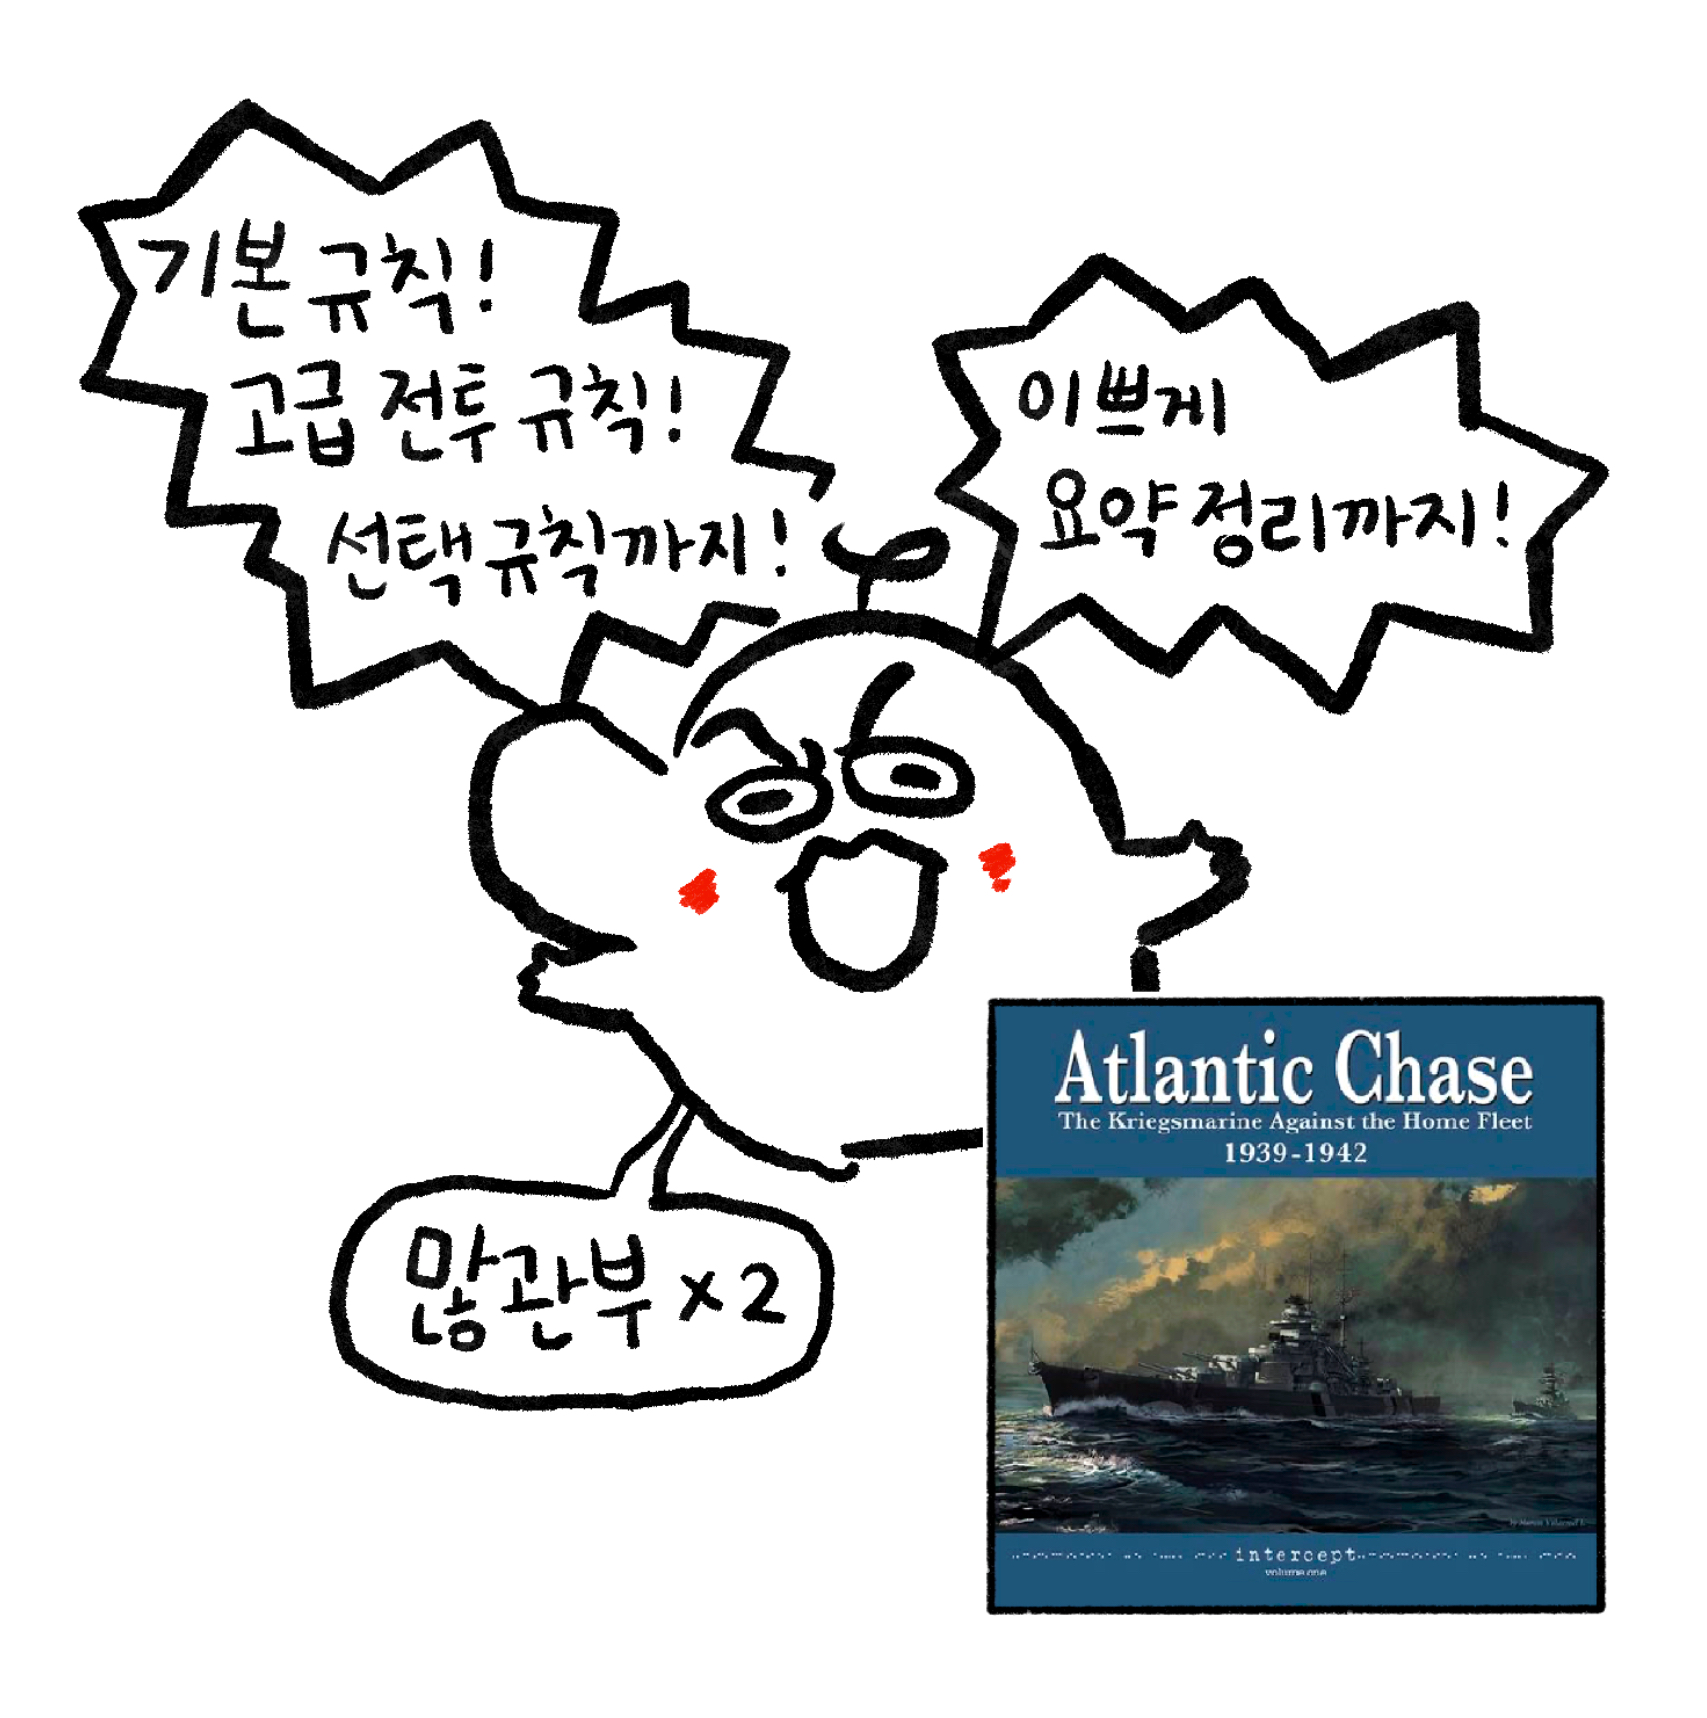 기본 규칙!
고급 전투 규칙!
선택 규칙까지!
이쁘게
요약 정리까지!
많관부 x2
Atlantic Chase
The Kriegsmarine Against the Home Fleet
1939-1942
intercept
volume one